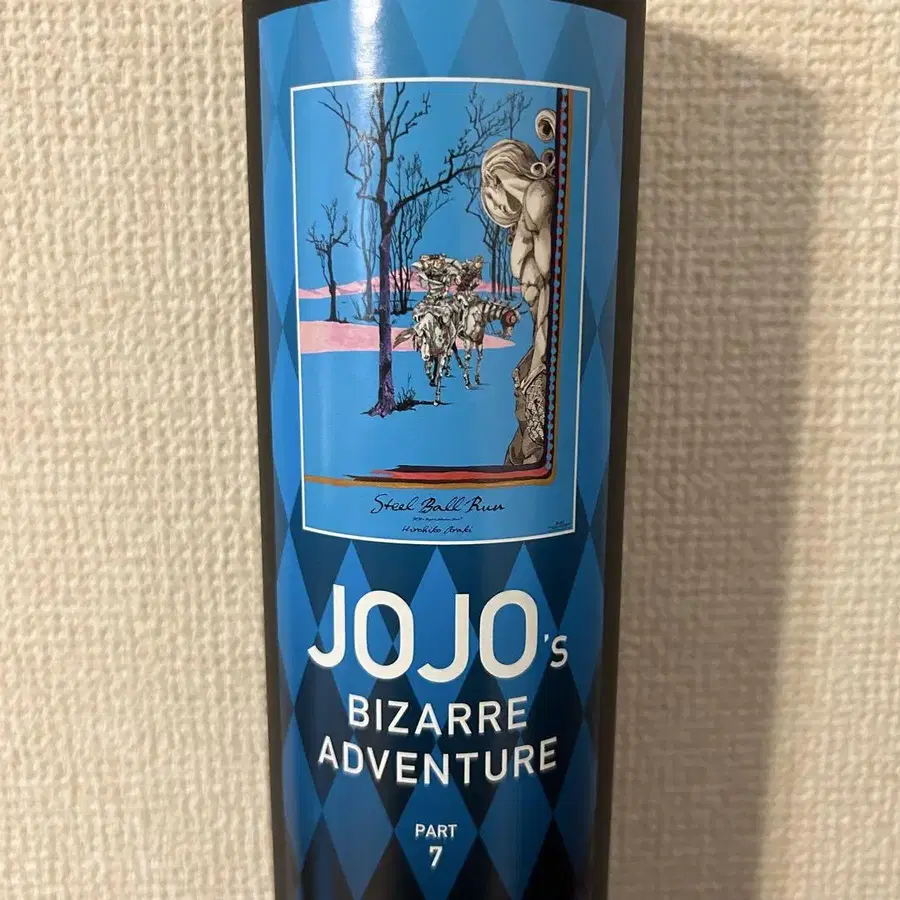 Steel Ball Run
Hirohiko Araki
JOJO's
BIZARRE
ADVENTURE
PART
7